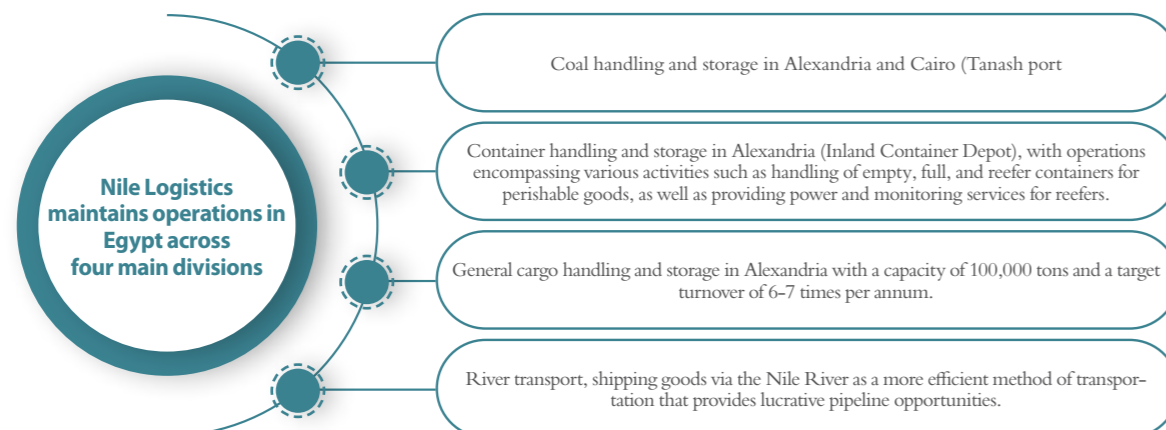 Nile Logistics
maintains operations in
Egypt across
four main divisions
Coal handling and storage in Alexandria and Cairo (Tanash port
Container handling and storage in Alexandria (Inland Container Depot), with operations
encompassing various activities such as handling of empty, full, and reefer containers for
perishable goods, as well as providing power and monitoring services for reefers.
General cargo handling and storage in Alexandria with a capacity of 100,000 tons and a target
turnover of 6-7 times per annum.
River transport, shipping goods via the Nile River as a more efficient method of transpor-
tation that provides lucrative pipeline opportunities.